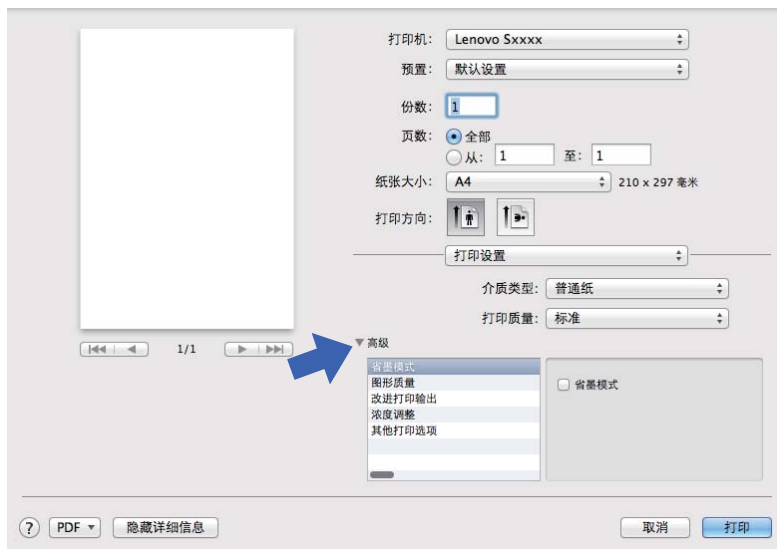 打印机: Lenovo Sxxxx
预置: 默认设置
份数: 1
页数: 全部
从: 1 至: 1
纸张大小: A4 210 x 297 毫米
打印方向:
打印设置
介质类型: 普通纸
打印质量: 标准
1/1
高级
省墨模式
图形质量
改进打印输出
浓度调整
其他打印选项
省墨模式
? PDF 隐藏详细信息 取消 打印